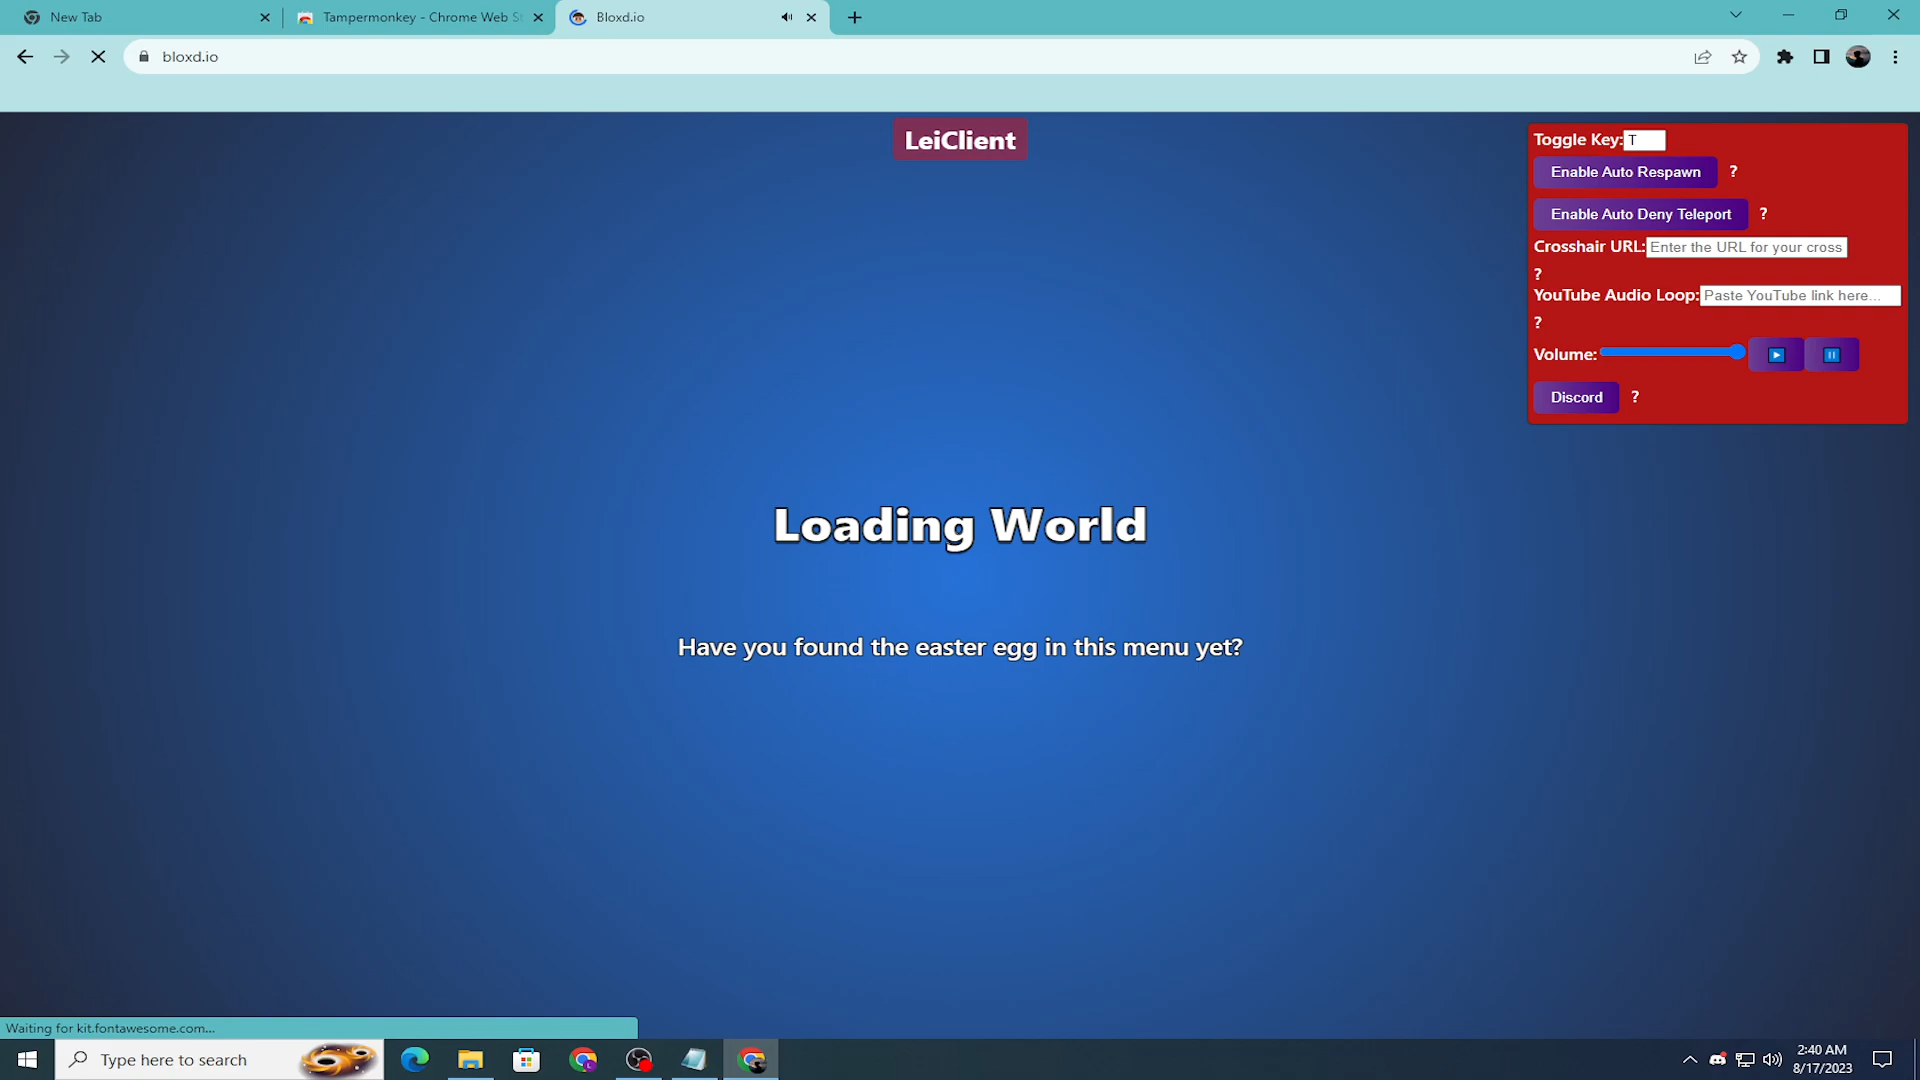 New Tab
Tampermonkey - Chrome Web St
Bloxd.io
bloxd.io
LeiClient
Toggle Key: T
Enable Auto Respawn ?
Enable Auto Deny Teleport ?
Crosshair URL: Enter the URL for your cross
?
YouTube Audio Loop: Paste YouTube link here...
?
Volume:
Discord ?
Loading World
Have you found the easter egg in this menu yet?
Waiting for kit.fontawesome.com...
Type here to search
2:40 AM
8/17/2023